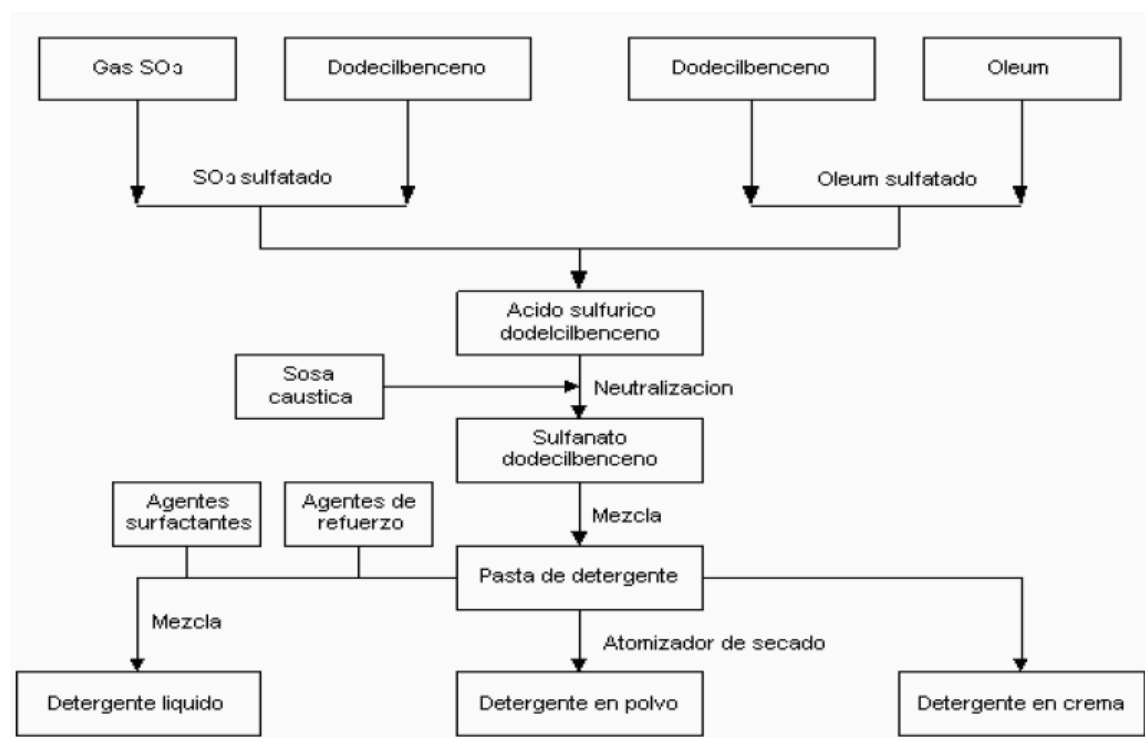 Gas SO3
Dodecilbenceno
Dodecilbenceno
Oleum
SO3 sulfatado
Oleum sulfatado
Acido sulfurico
dodelcilbenceno
Sosa
caustica
Neutralizacion
Sulfanato
dodecilbenceno
Agentes
surfactantes
Agentes de
refuerzo
Mezcla
Pasta de detergente
Mezcla
Atomizador de secado
Detergente liquido
Detergente en polvo
Detergente en crema